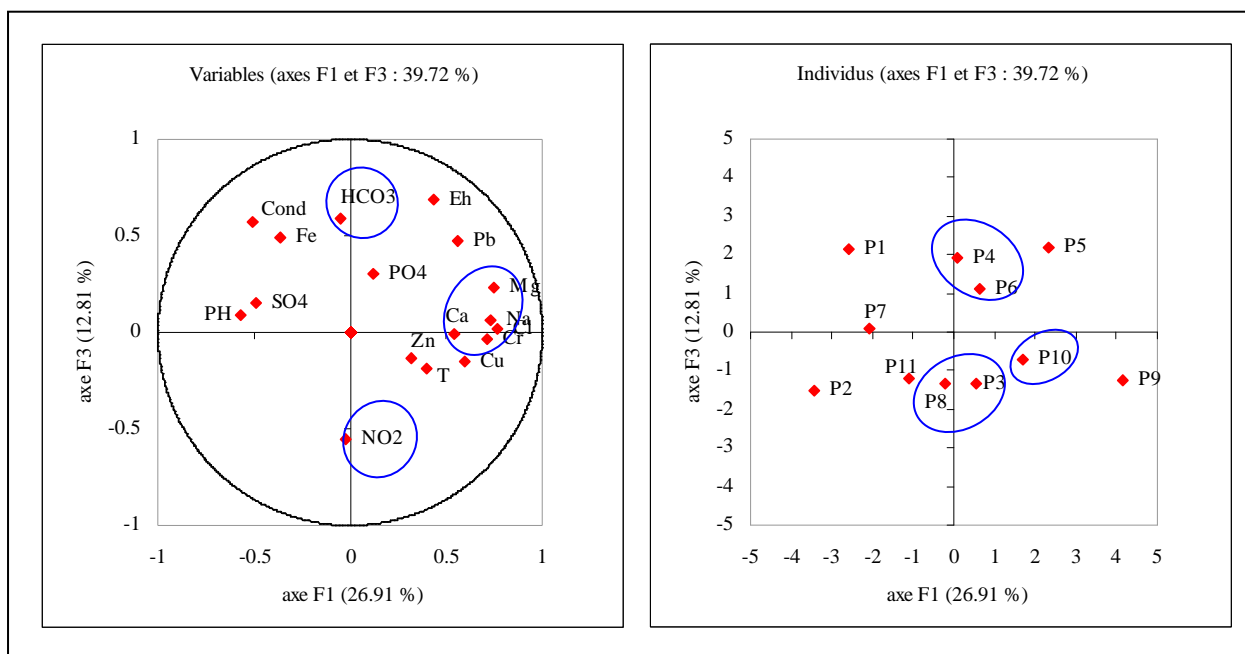 Variables (axes F1 et F3 : 39.72 %)
1
0.5
0
-0.5
-1
axe F3 (12.81 %)
HCO3
Eh
Cond
Fe
Pb
PO4
Mg
SO4
PH
Na
Ca
Cl
Cr
Zn
Cu
T
NO2
-1
-0.5
0
0.5
1
axe F1 (26.91 %)
Individus (axes F1 et F3 : 39.72 %)
5
4
3
2
1
0
-1
-2
-3
-4
-5
axe F3 (12.81 %)
P1
P4
P5
P6
P7
P10
P11
P8
P3
P9
P2
-5
-4
-3
-2
-1
0
1
2
3
4
5
axe F1 (26.91 %)